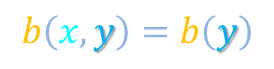 b(x, y) = b(y)